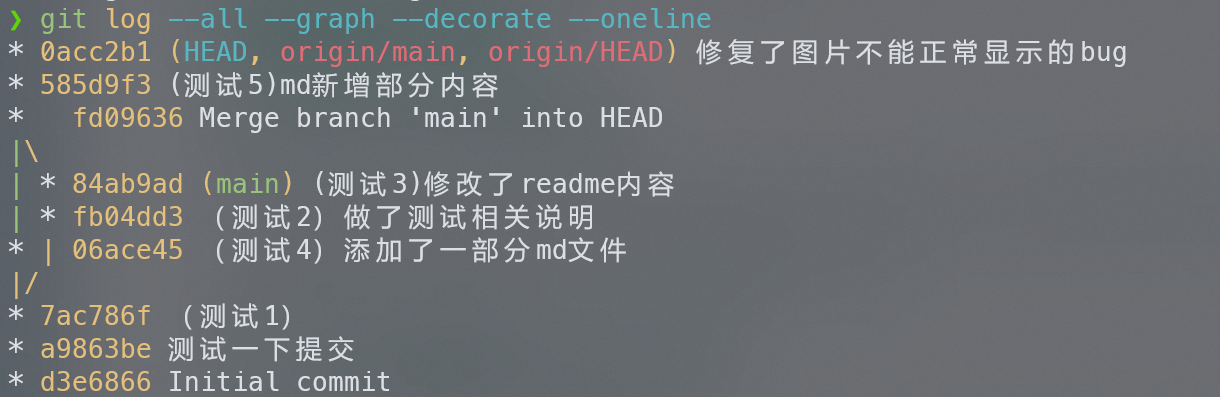 ❯ git log --all --graph --decorate --oneline
* 0acc2b1 (HEAD, origin/main, origin/HEAD) 修复了图片不能正常显示的bug
* 585d9f3 (测试5)md新增部分内容
*   fd09636 Merge branch 'main' into HEAD
|\
| * 84ab9ad (main) (测试3)修改了readme内容
| * fb04dd3 （测试2）做了测试相关说明
* | 06ace45 （测试4）添加了一部分md文件
|/
* 7ac786f （测试1）
* a9863be 测试一下提交
* d3e6866 Initial commit